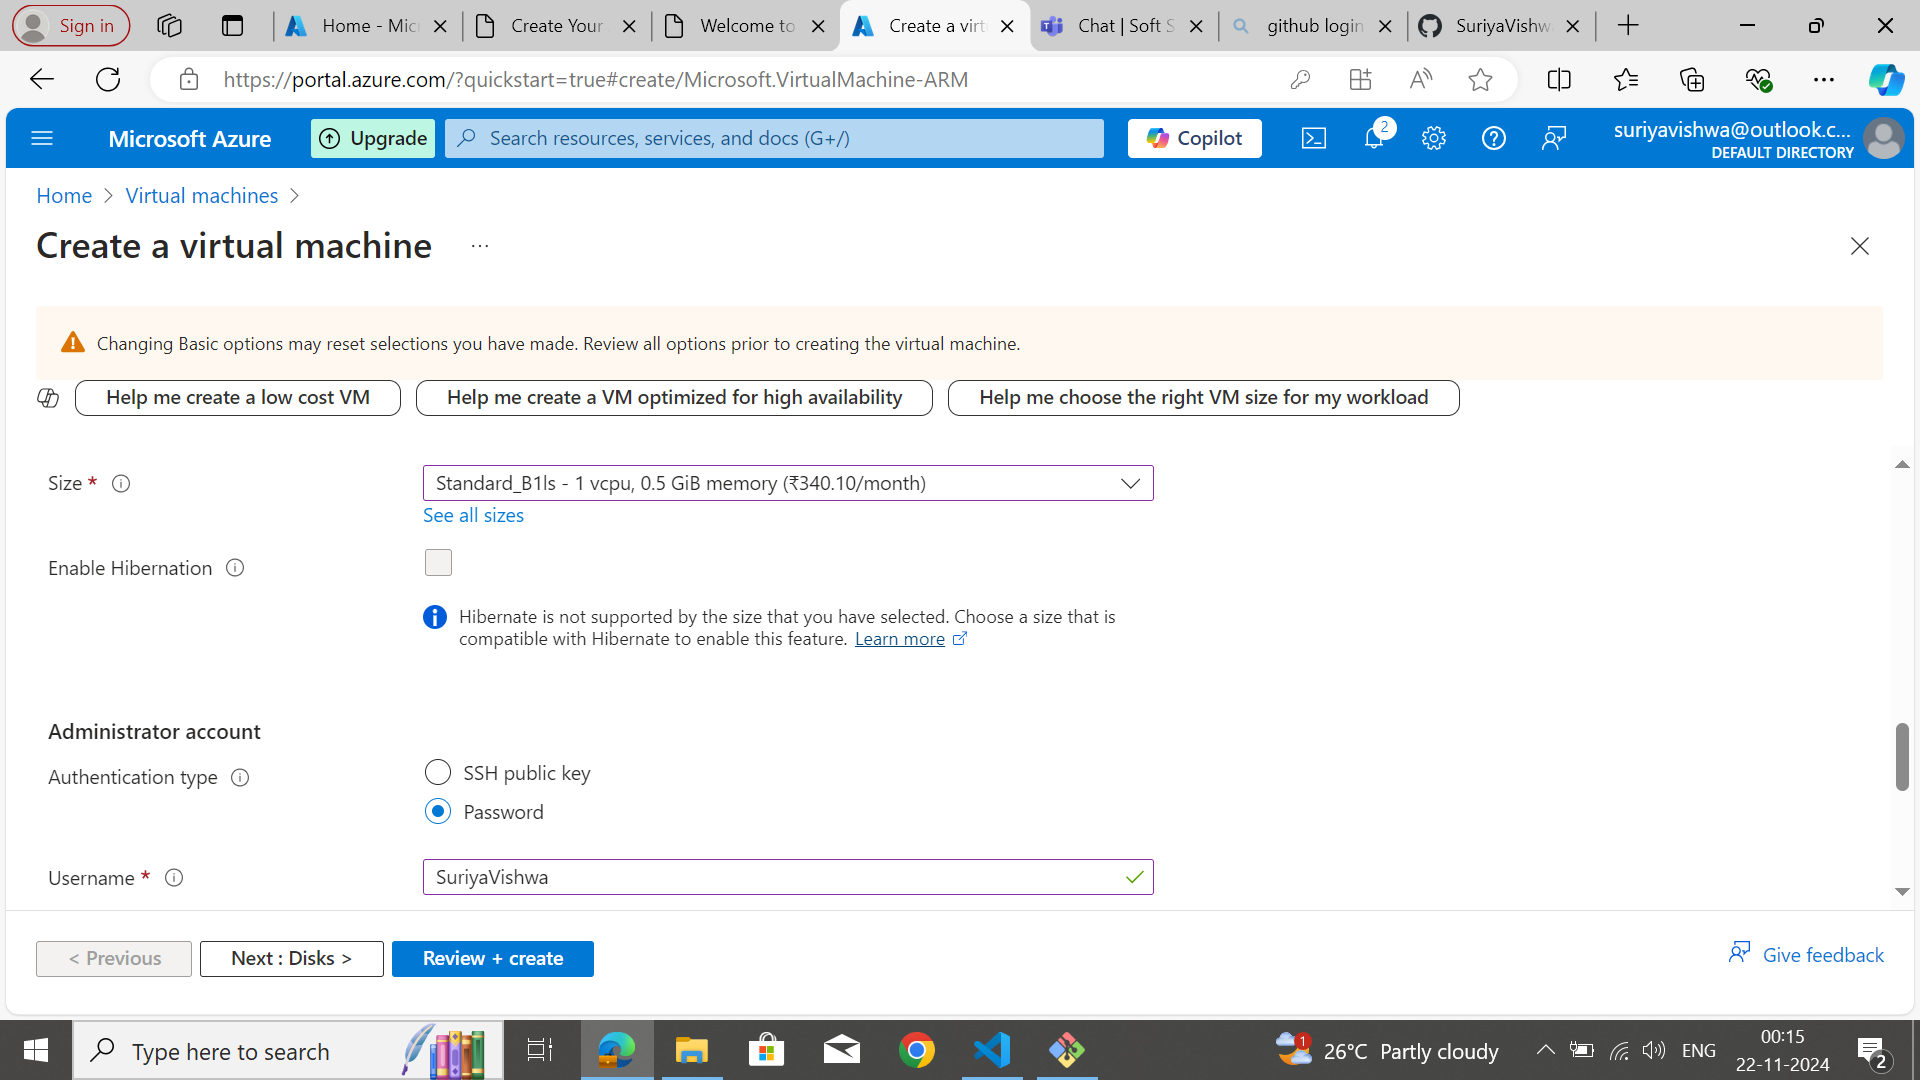 Sign in
Home - Mic
Create Your
Welcome to
Create a virt
Chat | Soft S
github login
SuriyaVishw
https://portal.azure.com/?quickstart=true#create/Microsoft.VirtualMachine-ARM
Microsoft Azure
Upgrade
Search resources, services, and docs (G+/)
Copilot
2
suriyavishwa@outlook.c...
DEFAULT DIRECTORY
Home
Virtual machines
Create a virtual machine
...
Changing Basic options may reset selections you have made. Review all options prior to creating the virtual machine.
Help me create a low cost VM
Help me create a VM optimized for high availability
Help me choose the right VM size for my workload
Size *
Standard_B1ls - 1 vcpu, 0.5 GiB memory (₹340.10/month)
See all sizes
Enable Hibernation
Hibernate is not supported by the size that you have selected. Choose a size that is
compatible with Hibernate to enable this feature. Learn more
Administrator account
Authentication type
SSH public key
Password
Username *
SuriyaVishwa
< Previous
Next : Disks >
Review + create
Give feedback
Type here to search
1
26°C Partly cloudy
ENG
00:15
22-11-2024
2